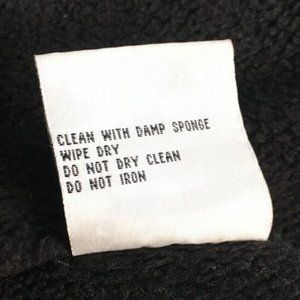 CLEAN WITH DAMP SPONGE
WIPE DRY
DO NOT DRY CLEAN
DO NOT IRON